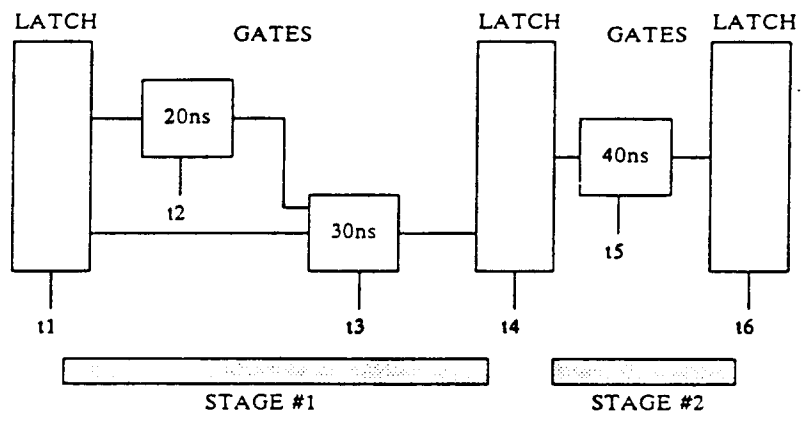 LATCH GATES LATCH GATES LATCH
20ns
40ns
t2
30ns
t5
t1 t3 t4 t6
STAGE #1 STAGE #2